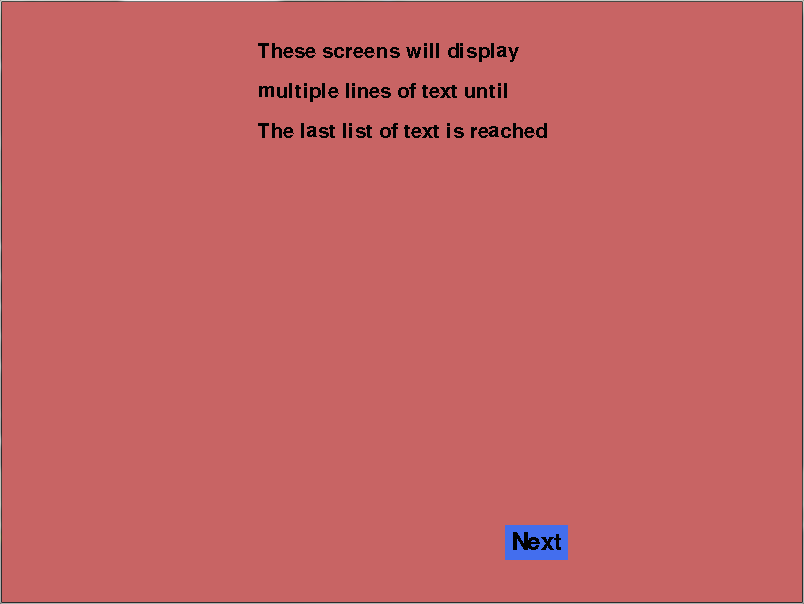 These screens will display
multiple lines of text until
The last list of text is reached
Next